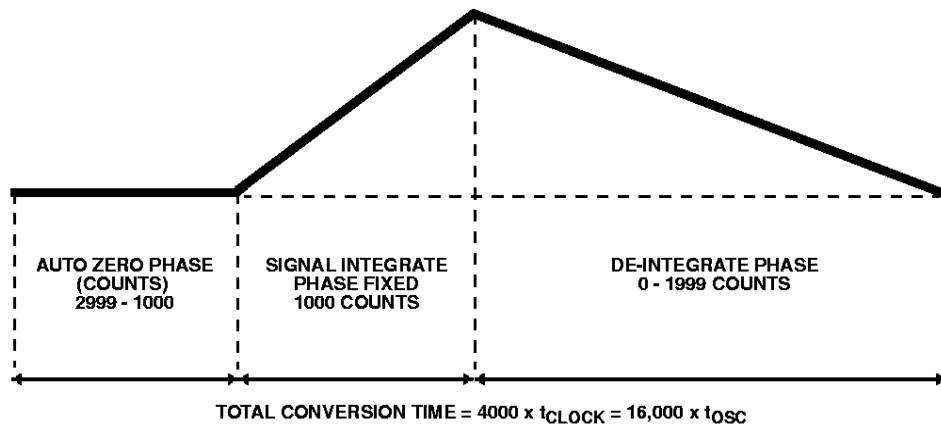 AUTO ZERO PHASE
(COUNTS)
2999 - 1000
SIGNAL INTEGRATE
PHASE FIXED
1000 COUNTS
DE-INTEGRATE PHASE
0 - 1999 COUNTS
TOTAL CONVERSION TIME = 4000 x tCLOCK = 16,000 x tOSC